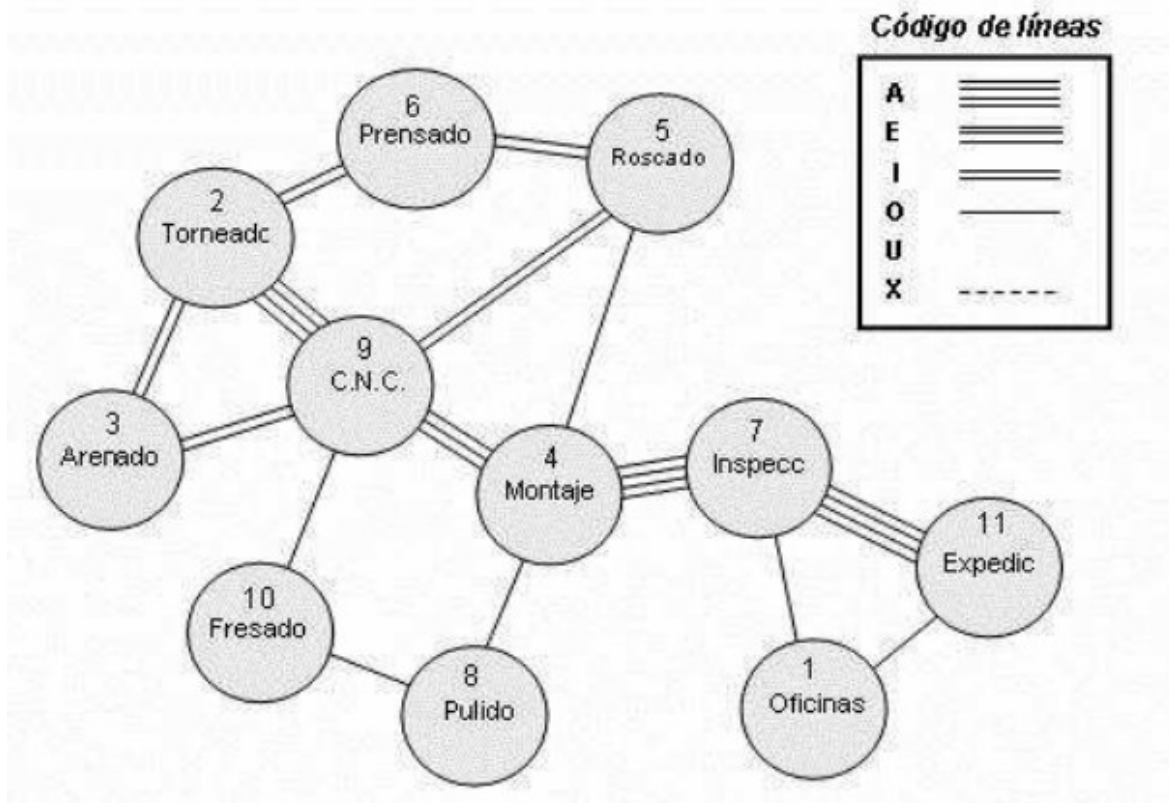 Código de líneas
A
E
I
O
U
X
6
Prensado
5
Roscado
2
Torneadc
9
C.N.C.
3
Arenado
4
Montaje
7
Inspecc
11
Expedic
10
Fresado
8
Pulido
1
Oficinas